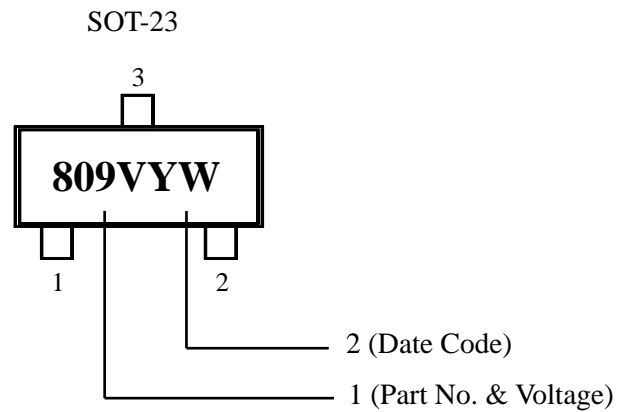 SOT-23
3
809VYW
1 2
2 (Date Code)
1 (Part No. & Voltage)